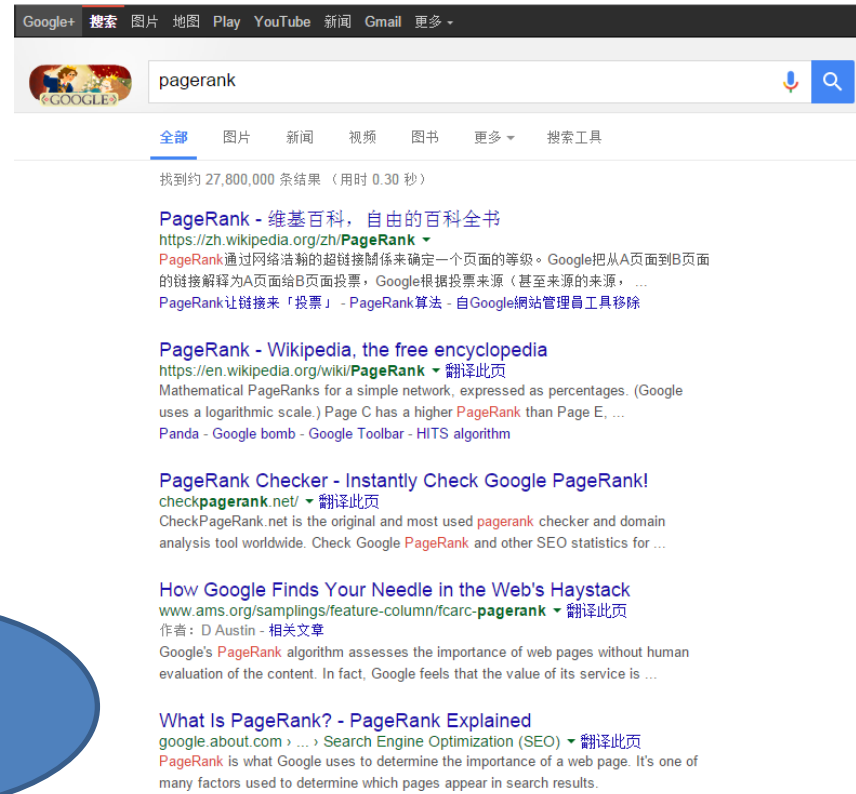 Google+ 搜索 图片 地图 Play YouTube 新闻 Gmail 更多
GOOGLE
pagerank
全部 图片 新闻 视频 图书 更多 搜索工具
找到约 27,800,000 条结果 （用时 0.30 秒）
PageRank - 维基百科，自由的百科全书
https://zh.wikipedia.org/zh/PageRank
PageRank通过网络浩瀚的超链接關係来确定一个页面的等级。Google把从A页面到B页面
的链接解释为A页面给B页面投票，Google根据投票来源（甚至来源的来源， ...
PageRank让链接来「投票」 - PageRank算法 - 自Google網站管理員工具移除
PageRank - Wikipedia, the free encyclopedia
https://en.wikipedia.org/wiki/PageRank 翻译此页
Mathematical PageRanks for a simple network, expressed as percentages. (Google
uses a logarithmic scale.) Page C has a higher PageRank than Page E, ...
Panda - Google bomb - Google Toolbar - HITS algorithm
PageRank Checker - Instantly Check Google PageRank!
checkpagerank.net/ 翻译此页
CheckPageRank.net is the original and most used pagerank checker and domain
analysis tool worldwide. Check Google PageRank and other SEO statistics for ...
How Google Finds Your Needle in the Web's Haystack
www.ams.org/samplings/feature-column/fcarc-pagerank 翻译此页
作者：D Austin - 相关文章
Google's PageRank algorithm assesses the importance of web pages without human
evaluation of the content. In fact, Google feels that the value of its service is ...
What Is PageRank? - PageRank Explained
google.about.com › ... › Search Engine Optimization (SEO) 翻译此页
PageRank is what Google uses to determine the importance of a web page. It's one of
many factors used to determine which pages appear in search results.